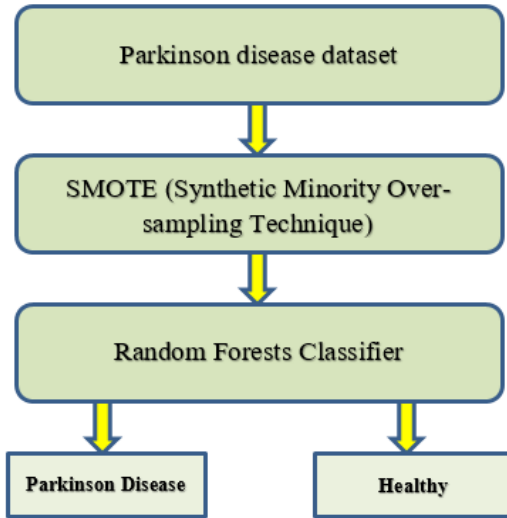 Parkinson disease dataset
SMOTE (Synthetic Minority Over-
sampling Technique)
Random Forests Classifier
Parkinson Disease
Healthy